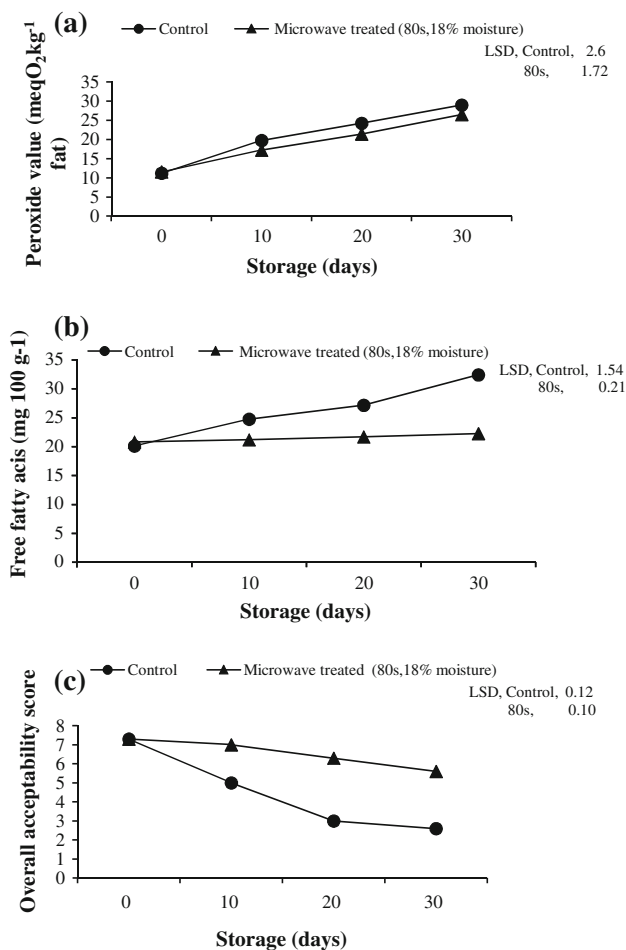 (a)
Control Microwave treated (80s,18% moisture)
LSD, Control, 2.6
80s, 1.72
Peroxide value (meqO2kg-1
fat)
35
30
25
20
15
10
5
0
0 10 20 30
Storage (days)
(b)
Control Microwave treated (80s,18% moisture)
LSD, Control, 1.54
80s, 0.21
Free fatty acis (mg 100 g-1)
35
30
25
20
15
10
5
0
0 10 20 30
Storage (days)
Control Microwave treated (80s,18% moisture)
(c)
LSD, Control, 0.12
80s, 0.10
Overall acceptability score
8
7
6
5
4
3
2
1
0
0 10 20 30
Storage (days)